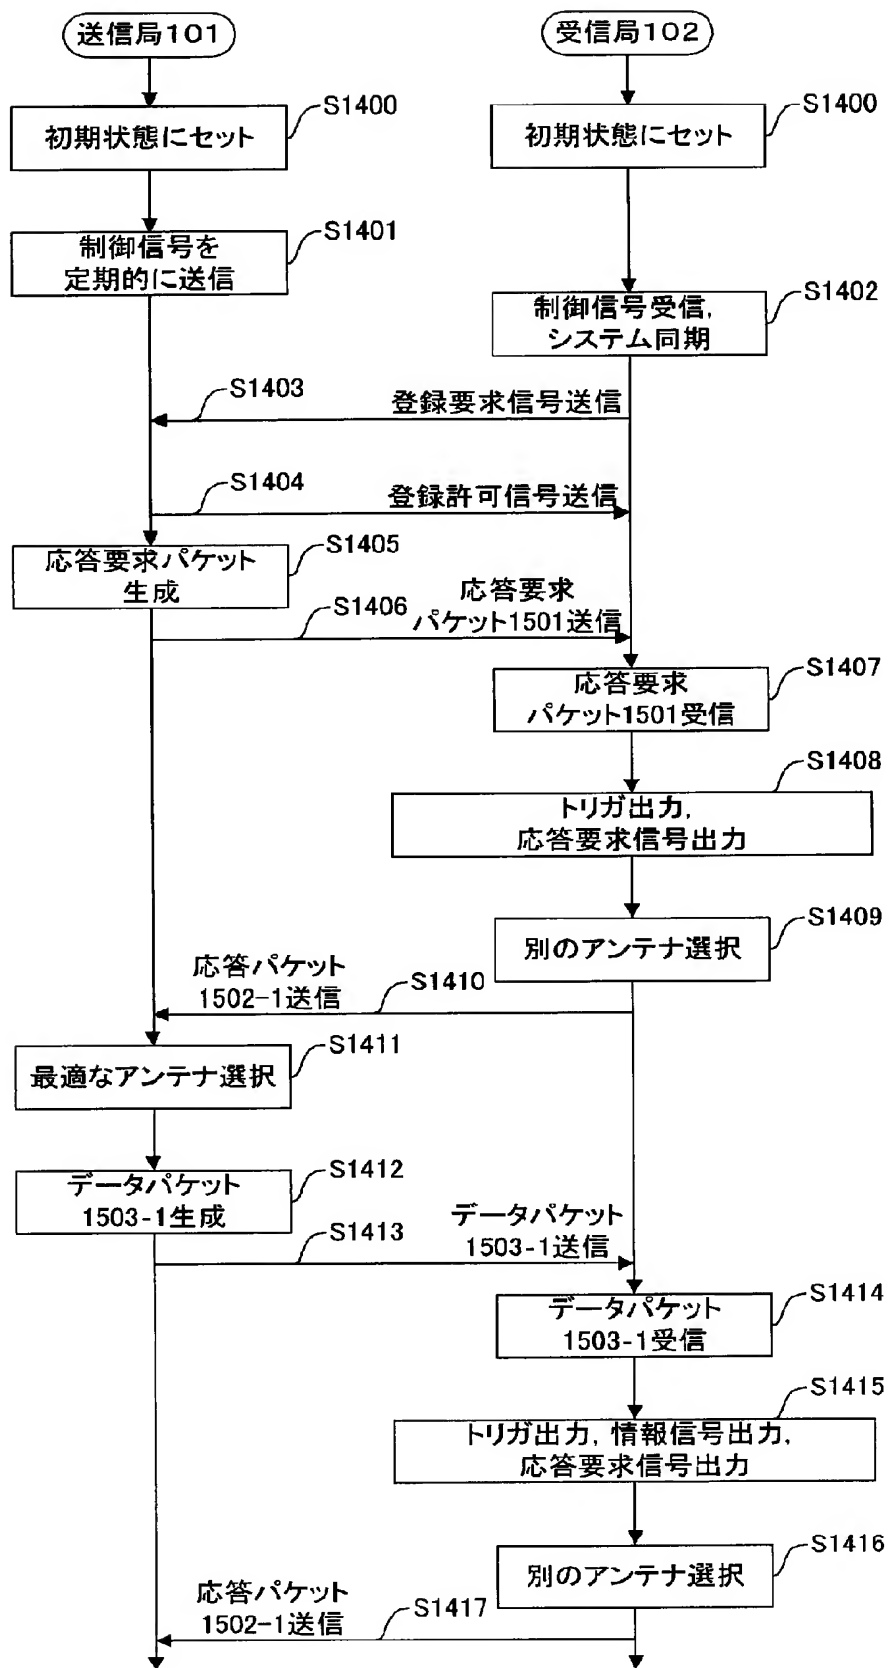 送信局101
受信局102
S1400
初期状態にセット
S1400
初期状態にセット
S1401
制御信号を
定期的に送信
S1402
制御信号受信,
システム同期
S1403
登録要求信号送信
S1404
登録許可信号送信
S1405
応答要求パケット
生成
S1406
応答要求
パケット1501送信
S1407
応答要求
パケット1501受信
S1408
トリガ出力,
応答要求信号出力
S1409
別のアンテナ選択
応答パケット
1502-1送信
S1410
S1411
最適なアンテナ選択
S1412
データパケット
1503-1生成
S1413
データパケット
1503-1送信
S1414
データパケット
1503-1受信
S1415
トリガ出力, 情報信号出力,
応答要求信号出力
S1416
別のアンテナ選択
応答パケット
1502-1送信
S1417